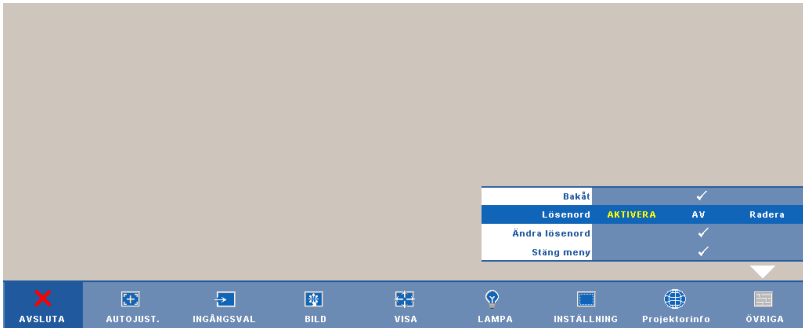 Bakåt
Lösenord AKTIVERA AV Radera
Ändra lösenord
Stäng meny
AVSLUTA AUTOJUST. INGÅNGSVAL BILD VISA LAMPA INSTÄLLNING Projektorinfo ÖVRIGA